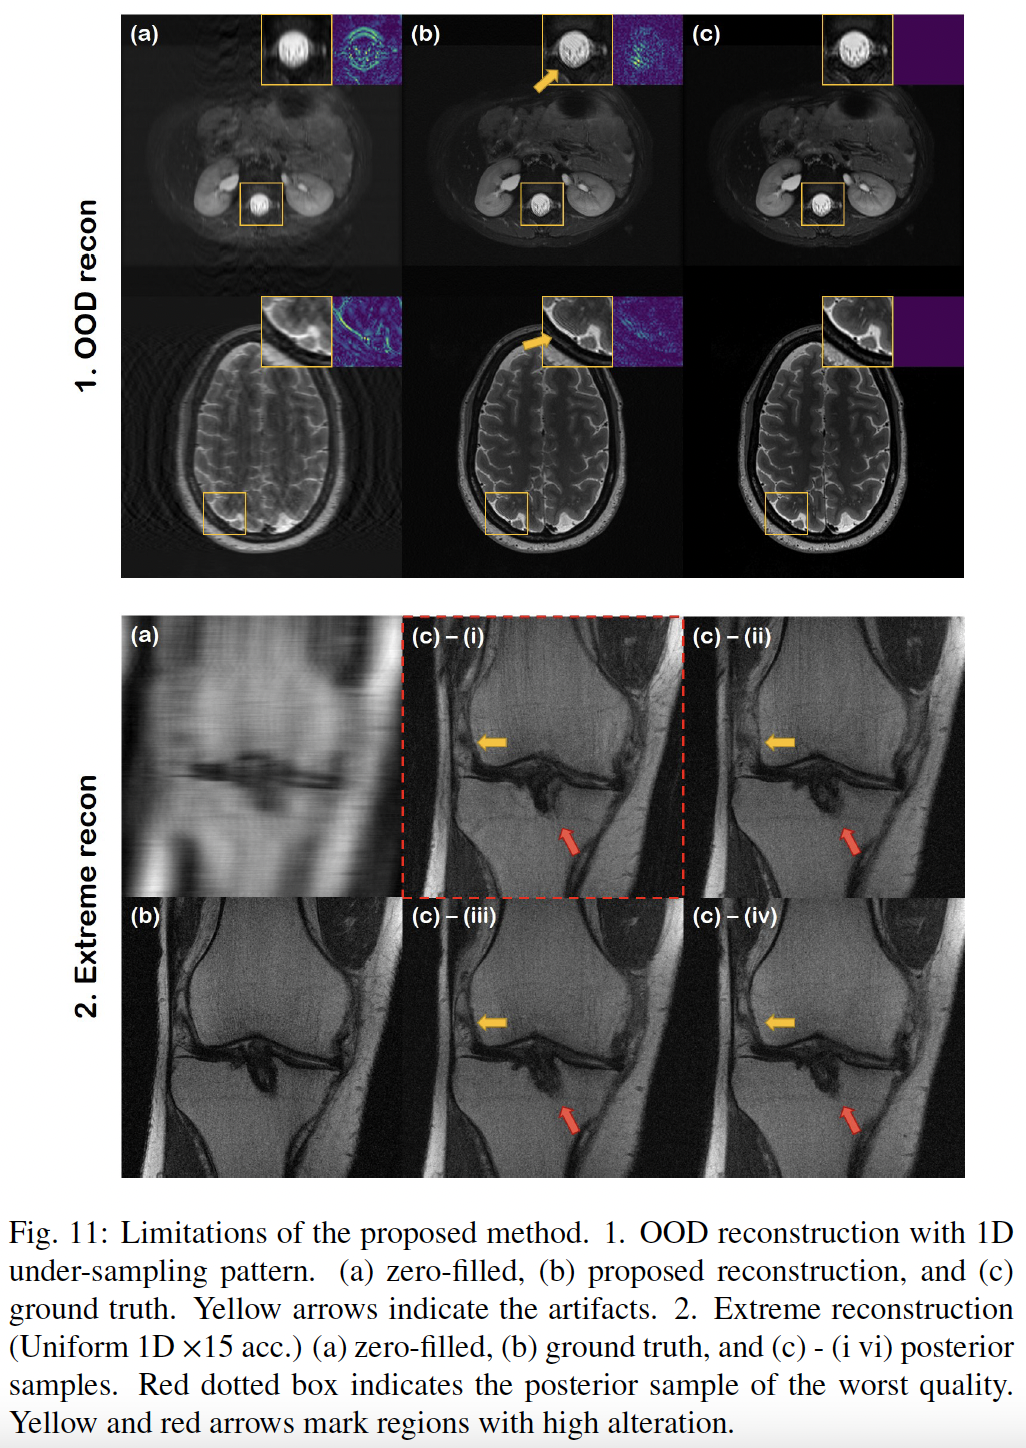 (a)
(b)
(c)
1. OOD recon
(a)
(c) – (i)
(c) – (ii)
2. Extreme recon
(b)
(c) – (iii)
(c) – (iv)
Fig. 11: Limitations of the proposed method. 1. OOD reconstruction with 1D
under-sampling pattern. (a) zero-filled, (b) proposed reconstruction, and (c)
ground truth. Yellow arrows indicate the artifacts. 2. Extreme reconstruction
(Uniform 1D ×15 acc.) (a) zero-filled, (b) ground truth, and (c) - (i vi) posterior
samples. Red dotted box indicates the posterior sample of the worst quality.
Yellow and red arrows mark regions with high alteration.